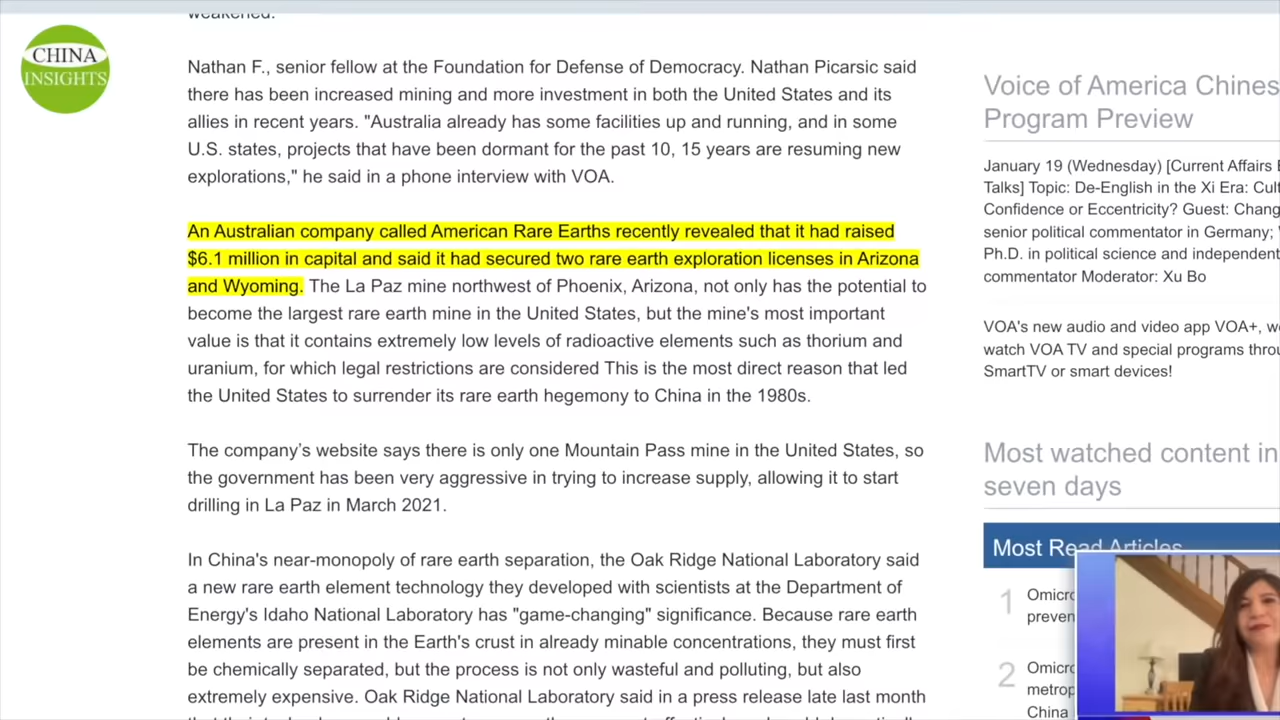 weakened.
CHINA
INSIGHTS
Nathan F., senior fellow at the Foundation for Defense of Democracy. Nathan Picarsic said
there has been increased mining and more investment in both the United States and its
allies in recent years. "Australia already has some facilities up and running, and in some
U.S. states, projects that have been dormant for the past 10, 15 years are resuming new
explorations," he said in a phone interview with VOA.
An Australian company called American Rare Earths recently revealed that it had raised
$6.1 million in capital and said it had secured two rare earth exploration licenses in Arizona
and Wyoming. The La Paz mine northwest of Phoenix, Arizona, not only has the potential to
become the largest rare earth mine in the United States, but the mine's most important
value is that it contains extremely low levels of radioactive elements such as thorium and
uranium, for which legal restrictions are considered This is the most direct reason that led
the United States to surrender its rare earth hegemony to China in the 1980s.
The company's website says there is only one Mountain Pass mine in the United States, so
the government has been very aggressive in trying to increase supply, allowing it to start
drilling in La Paz in March 2021.
In China's near-monopoly of rare earth separation, the Oak Ridge National Laboratory said
a new rare earth element technology they developed with scientists at the Department of
Energy's Idaho National Laboratory has "game-changing" significance. Because rare earth
elements are present in the Earth's crust in already minable concentrations, they must first
be chemically separated, but the process is not only wasteful and polluting, but also
extremely expensive. Oak Ridge National Laboratory said in a press release late last month
Voice of America Chines
Program Preview
January 19 (Wednesday) [Current Affairs
Talks] Topic: De-English in the Xi Era: Cul
Confidence or Eccentricity? Guest: Chang
senior political commentator in Germany;
Ph.D. in political science and independent
commentator Moderator: Xu Bo
VOA's new audio and video app VOA+, w
watch VOA TV and special programs throu
SmartTV or smart devices!
Most watched content in
seven days
Most Read Articles
1
Omicro
preven
2
Omicro
metrop
China